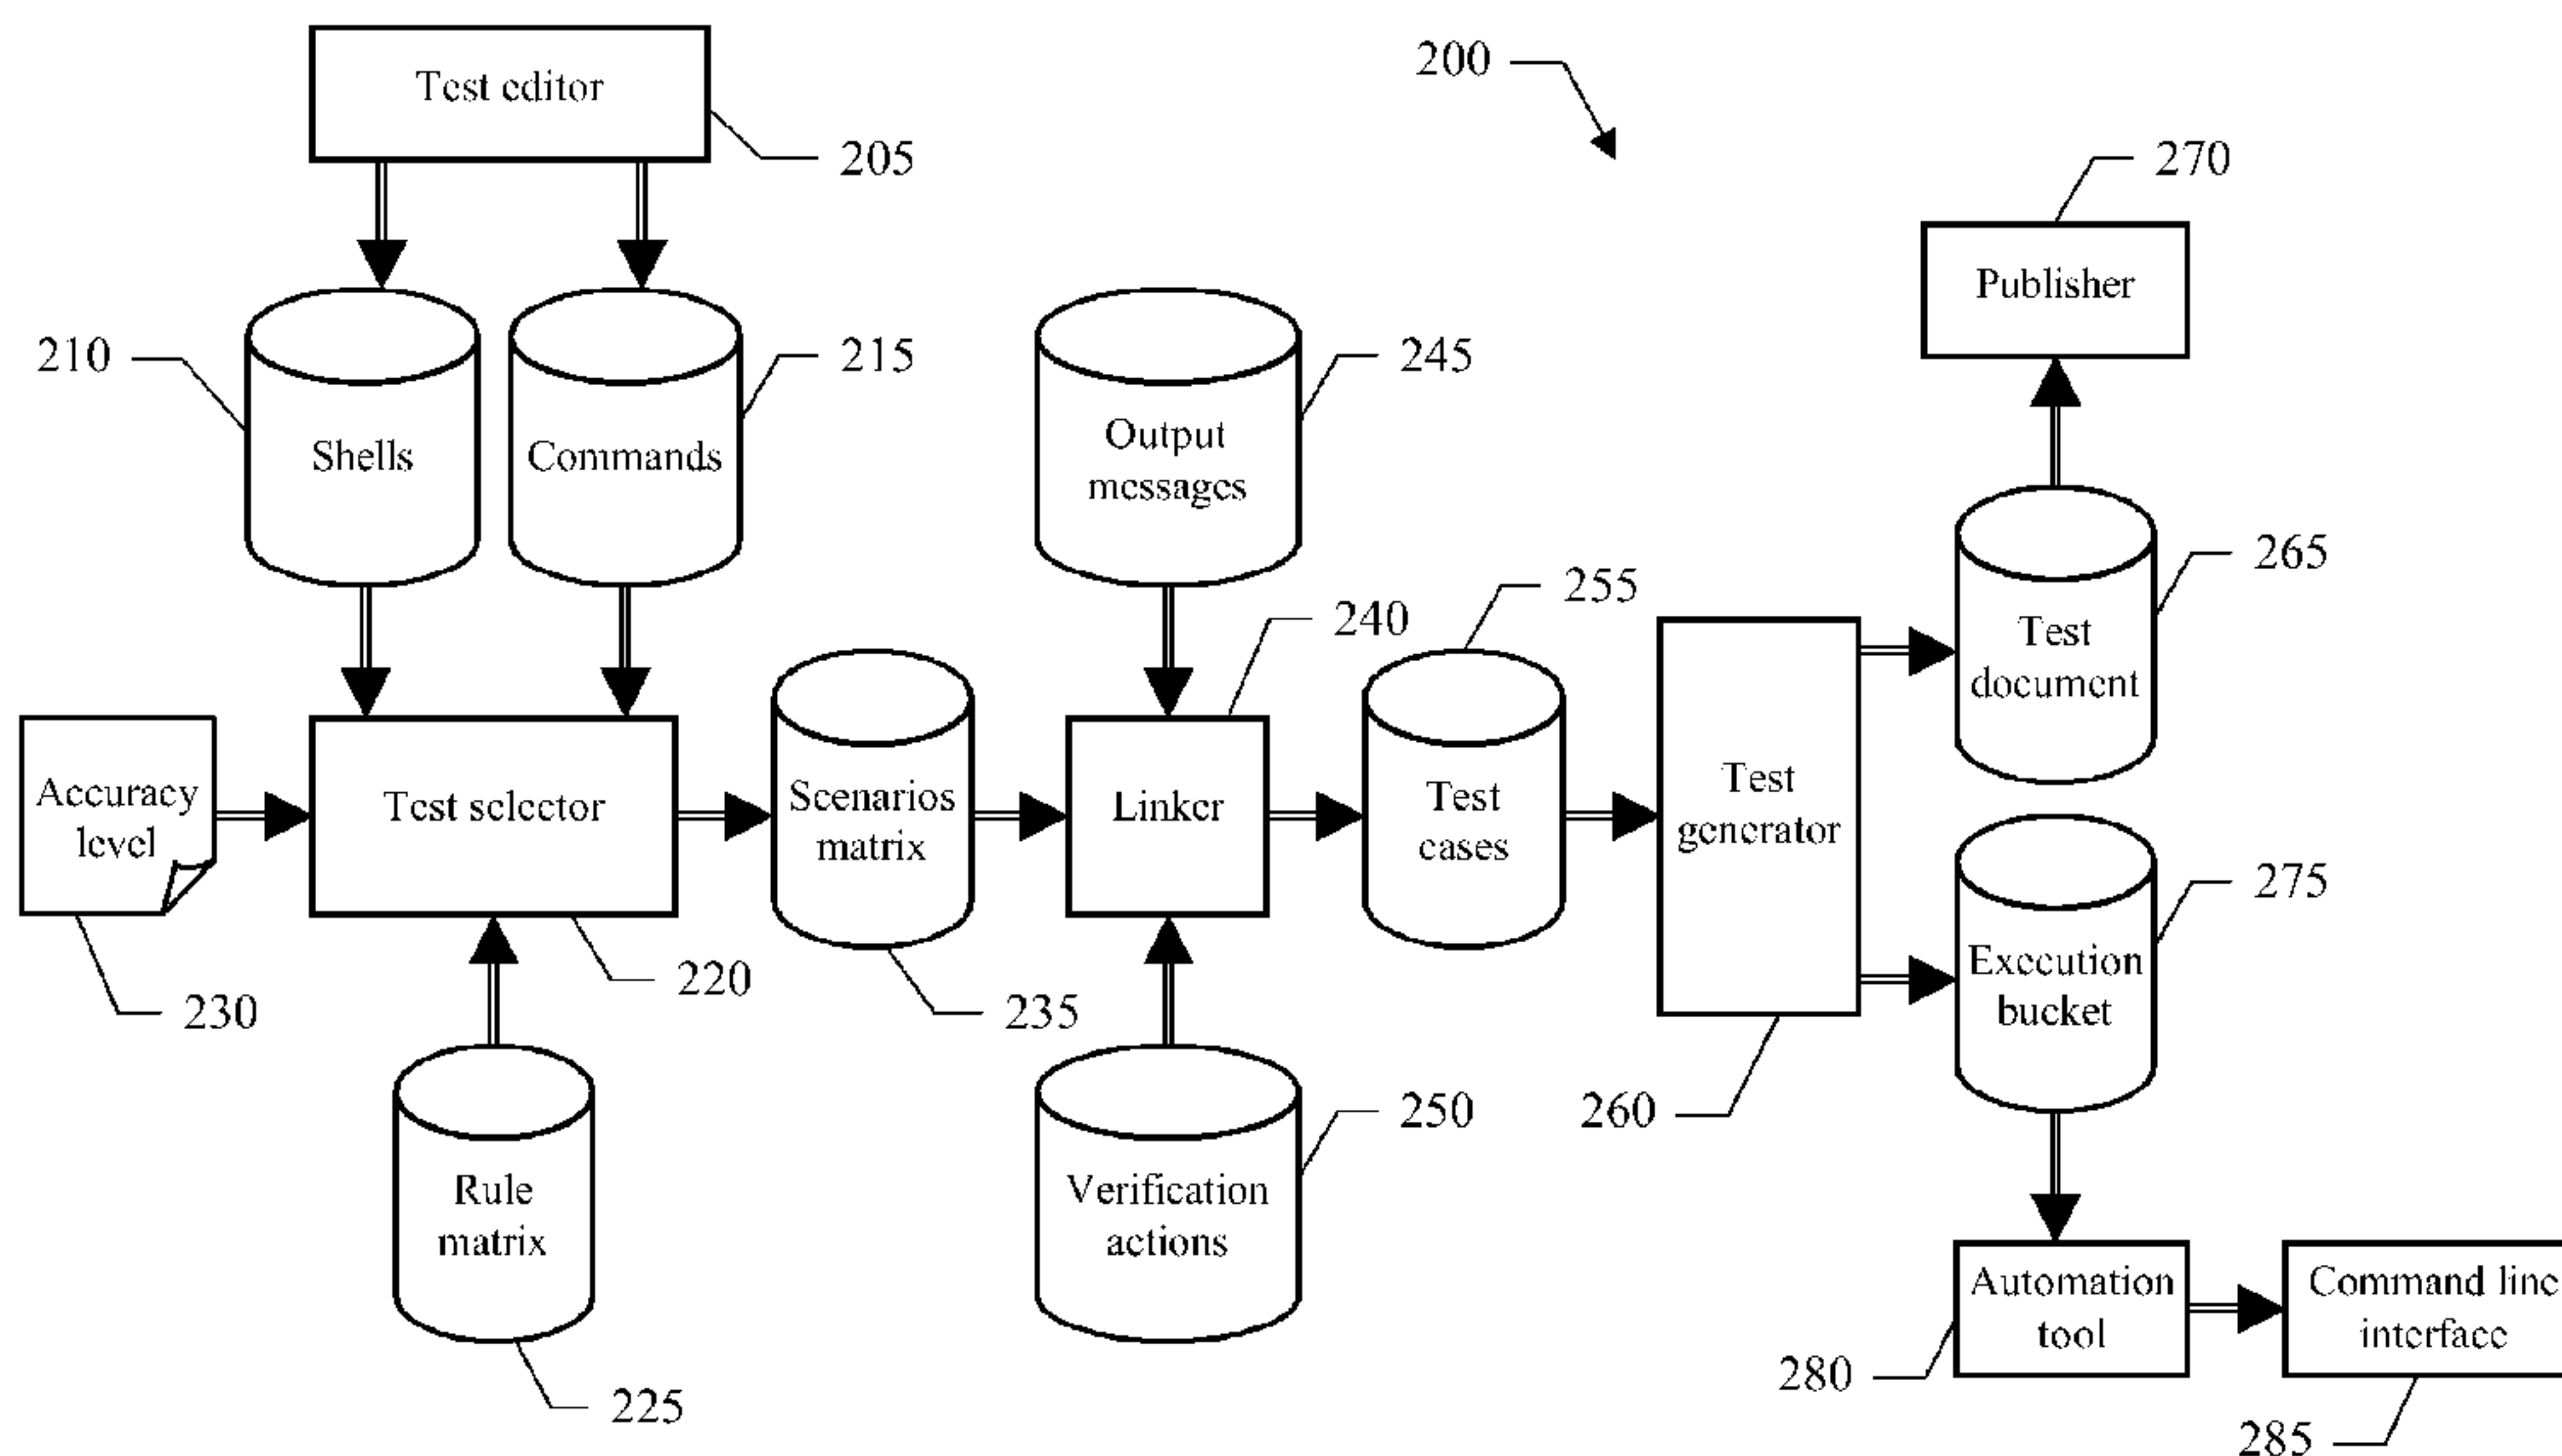 Test editor
200
205
270
Publisher
210
215
245
Shells
Commands
Output
messages
265
255
240
Test
document
Accuracy
level
Test selector
Scenarios
matrix
Linker
Test
cases
Test
generator
275
Execution
bucket
230
220
235
260
250
Rule
matrix
Verification
actions
Automation
tool
Command line
interface
280
225
285